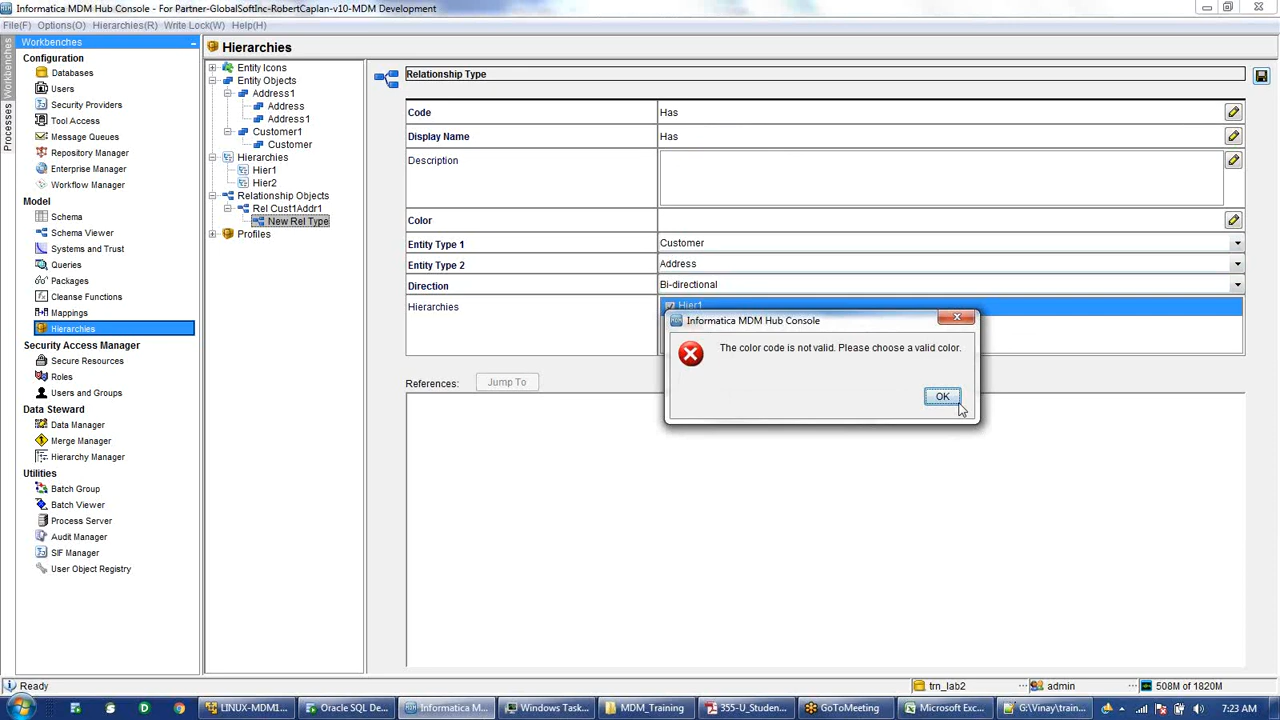 Informatica MDM Hub Console - For Partner-GlobalSoftInc-RobertCaplan-v10-MDM Development
File(F) Options(O) Hierarchies(R) Write Lock(W) Help(H)
Workbenches
Processes
Workbenches
Configuration
Databases
Users
Security Providers
Tool Access
Message Queues
Repository Manager
Enterprise Manager
Workflow Manager
Model
Schema
Schema Viewer
Systems and Trust
Queries
Packages
Cleanse Functions
Mappings
Hierarchies
Security Access Manager
Secure Resources
Roles
Users and Groups
Data Steward
Data Manager
Merge Manager
Hierarchy Manager
Utilities
Batch Group
Batch Viewer
Process Server
Audit Manager
SIF Manager
User Object Registry
Hierarchies
Entity Icons
Entity Objects
Address1
Address
Address1
Customer1
Customer
Hierarchies
Hier1
Hier2
Relationship Objects
Rel Cust1Addr1
New Rel Type
Profiles
Relationship Type
Code Has
Display Name Has
Description
Color
Entity Type 1 Customer
Entity Type 2 Address
Direction Bi-directional
Hierarchies Hier1
Informatica MDM Hub Console
The color code is not valid. Please choose a valid color.
OK
References: Jump To
Ready
trn_lab2 admin 508M of 1820M
LINUX-MDM1... Oracle SQL De... Informatica M... Windows Task... MDM_Training 355-U_Studen... GoToMeeting Microsoft Exc... G:\Vinay\train... 7:23 AM